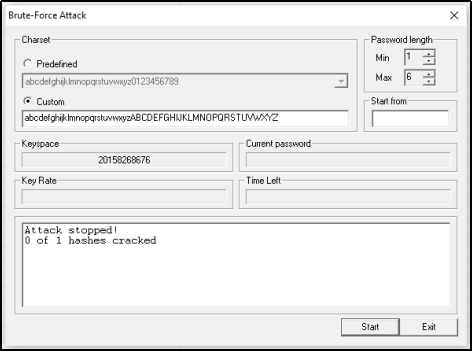 Brute-Force Attack
Charset
Predefined
abcdefghijklmnopqrstuvwxyz0123456789
Custom
abcdefghijklmnopqrstuvwxyzABCDEFGHIJKLMNOPQRSTUVWXYZ
Password length
Min 1
Max 6
Start from
Keyspace
20158268676
Current password
Key Rate
Time Left
Attack stopped!
0 of 1 hashes cracked
Start
Exit